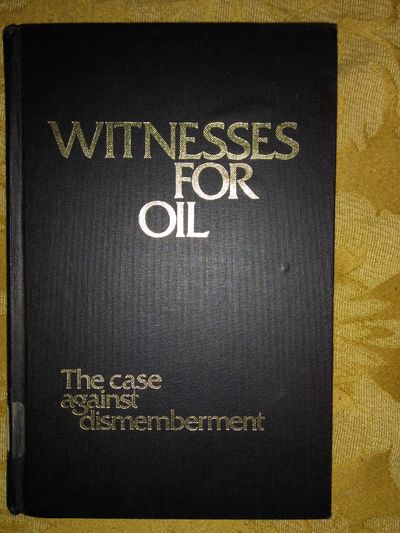 WITNESSES
FOR
OIL
The case
against
dismemberment